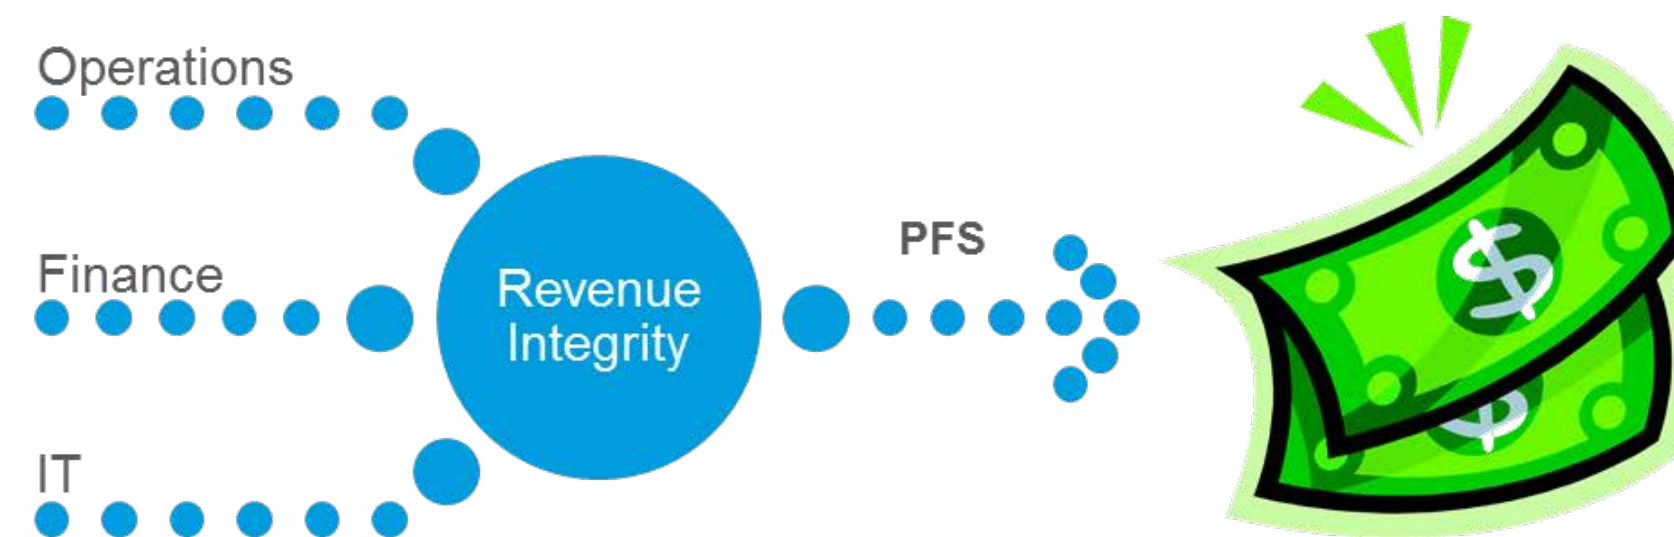 Operations
Finance
IT
Revenue
Integrity
PFS
$
$